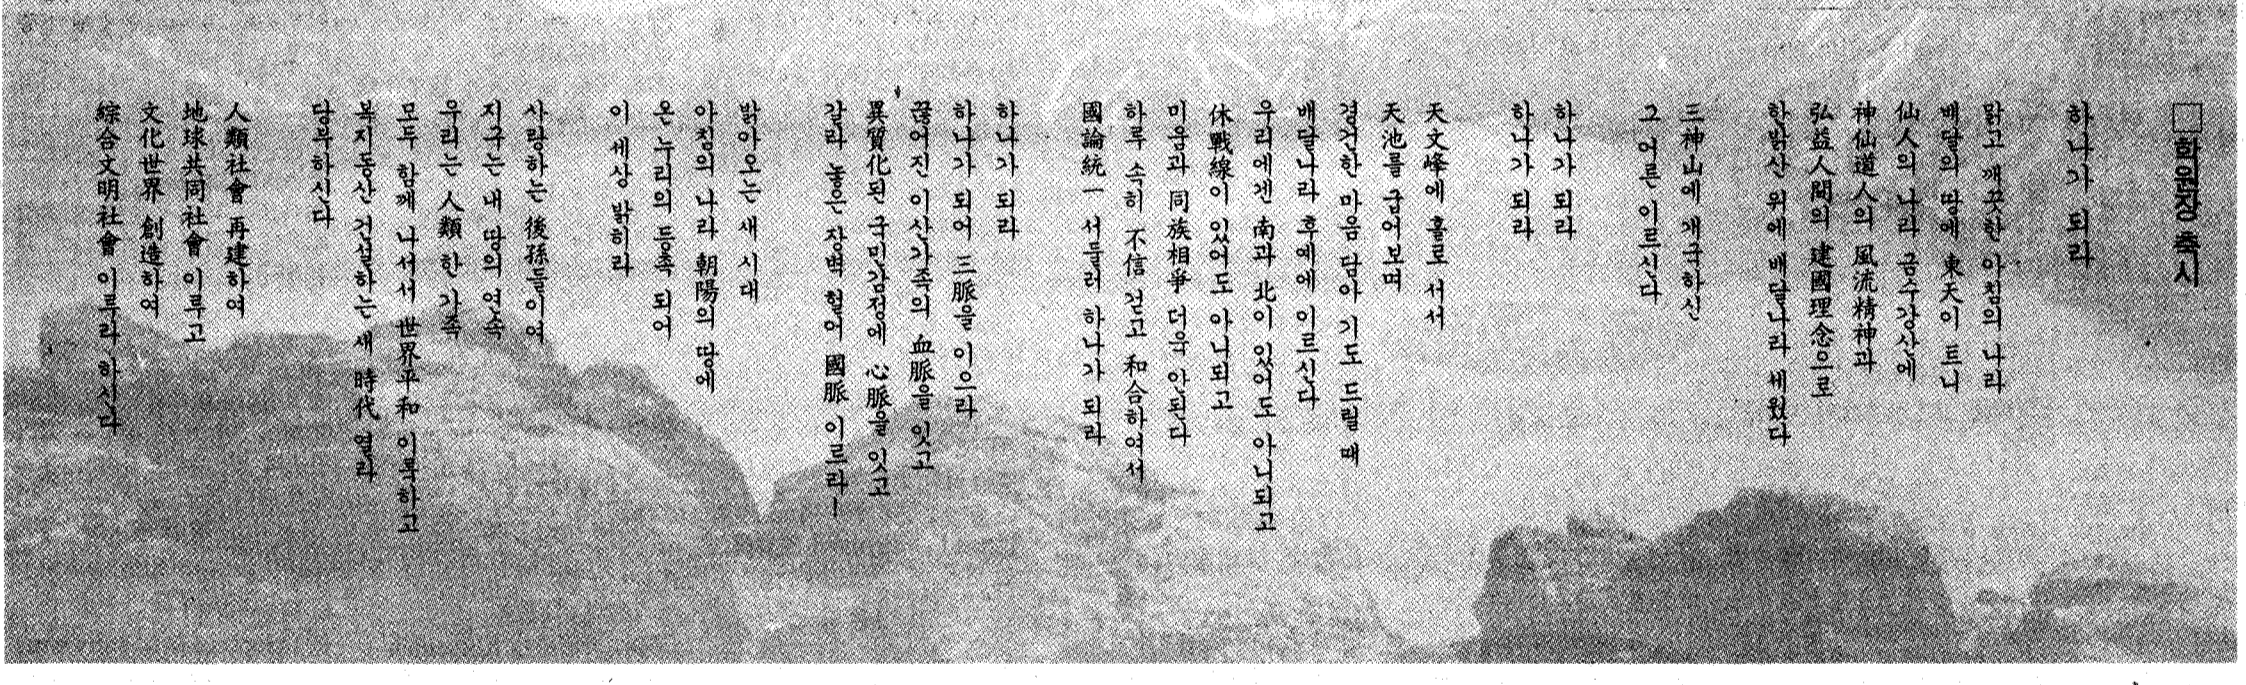 □ 학원장 축시
하나가 되라
맑고 깨끗한 아침의 나라
배달의 땅에 東天이 트니
仙人의 나라 금수강산에
神仙道人의 風流精神과
弘益人間의 建國理念으로
한밝산 위에 배달나라 세웠다
三神山에 개국하신
그 어른 이르시다
하나가 되라
하나가 되라
天文峰에 홀로 서서
天池를 굽어보며
경건한 마음 담아 기도 드릴 때
배달나라 후예에 이르신다
우리에겐 南과 北이 있어도 아니되고
休戰線이 있어도 아니되고
미움과 同族相爭 더욱 안된다
하루 속히 不信 걷고 和合하여서
國論統一 서둘러 하나가 되라
하나가 되라
하나가 되어 三脈을 이으라
끊어진 이산가족의 血脈을 잇고
異質化된 국민감정에 心脈을 잇고
갈라 놓은 장벽 헐어 國脈 이르라—
밝아오는 새 시대
아침의 나라 朝陽의 땅에
온 누리의 등촉 되어
이 세상 밝히라
사랑하는 後孫들이여
지구는 내 땅의 연속
우리는 人類 한 가족
모두 함께 나서서 世界平和 이룩하고
복지동산 건설하는 새 時代 열라
당부하신다
人類社會 再建하여
地球共同社會 이루고
文化世界 創造하여
綜合文明社會 이루라 하시다